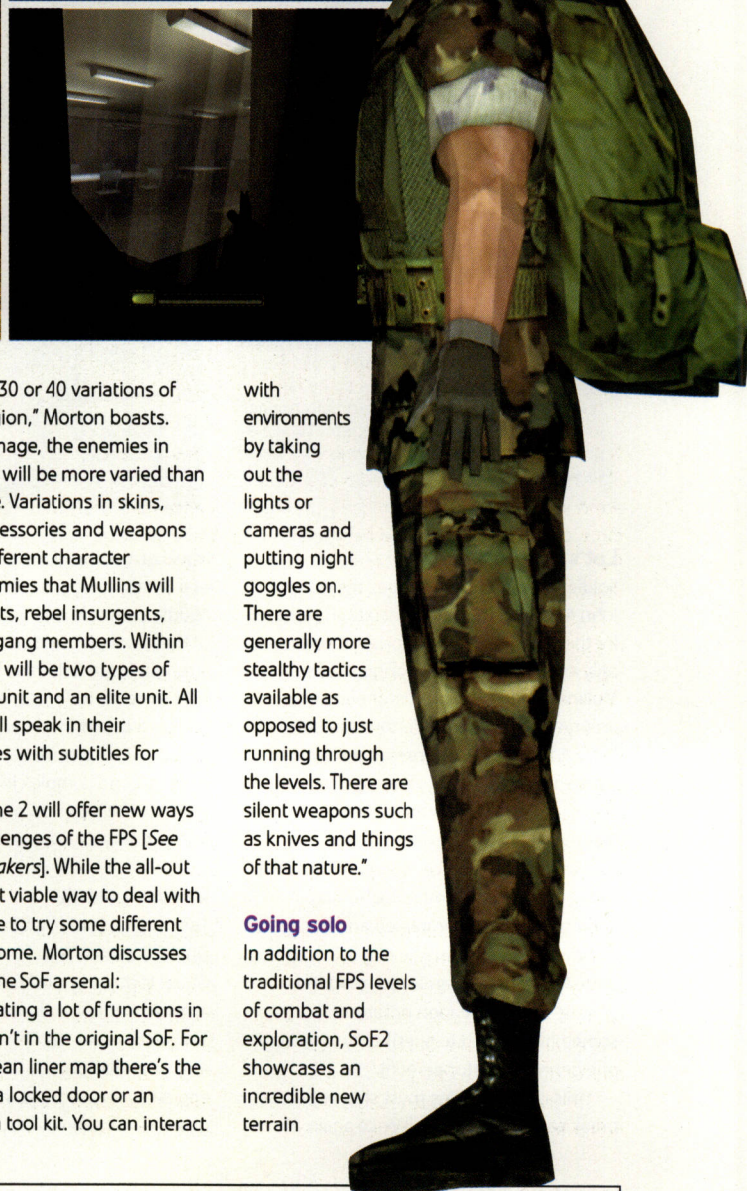 30 or 40 variations of
gion," Morton boasts.
nage, the enemies in
will be more varied than
e. Variations in skins,
essories and weapons
fferent character
mies that Mullins will
ts, rebel insurgents,
gang members. Within
will be two types of
unit and an elite unit. All
ll speak in their
es with subtitles for
ne 2 will offer new ways
enges of the FPS [See
akers]. While the all-out
t viable way to deal with
e to try some different
ome. Morton discusses
he SoF arsenal:
ating a lot of functions in
n't in the original SoF. For
ean liner map there's the
a locked door or an
tool kit. You can interact
with
environments
by taking
out the
lights or
cameras and
putting night
goggles on.
There are
generally more
stealthy tactics
available as
opposed to just
running through
the levels. There are
silent weapons such
as knives and things
of that nature."
Going solo
In addition to the
traditional FPS levels
of combat and
exploration, SoF2
showcases an
incredible new
terrain